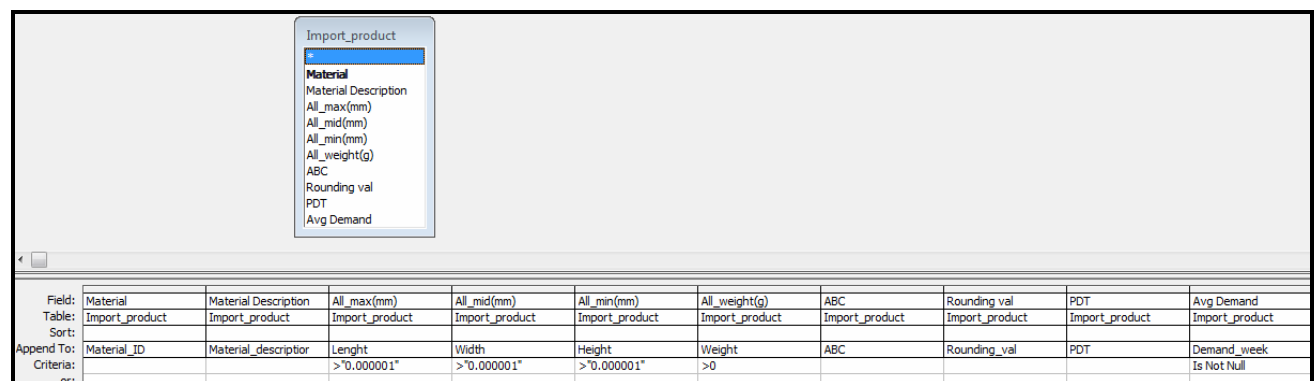 Import_product
*
Material
Material Description
All_max(mm)
All_mid(mm)
All_min(mm)
All_weight(g)
ABC
Rounding val
PDT
Avg Demand
Field: Material Material Description All_max(mm) All_mid(mm) All_min(mm) All_weight(g) ABC Rounding val PDT Avg Demand
Table: Import_product Import_product Import_product Import_product Import_product Import_product Import_product Import_product Import_product Import_product
Sort:
Append To: Material_ID Material_descriptior Lenght Width Height Weight ABC Rounding_val PDT Demand_week
Criteria: >"0.000001" >"0.000001" >"0.000001" >0 Is Not Null
or: